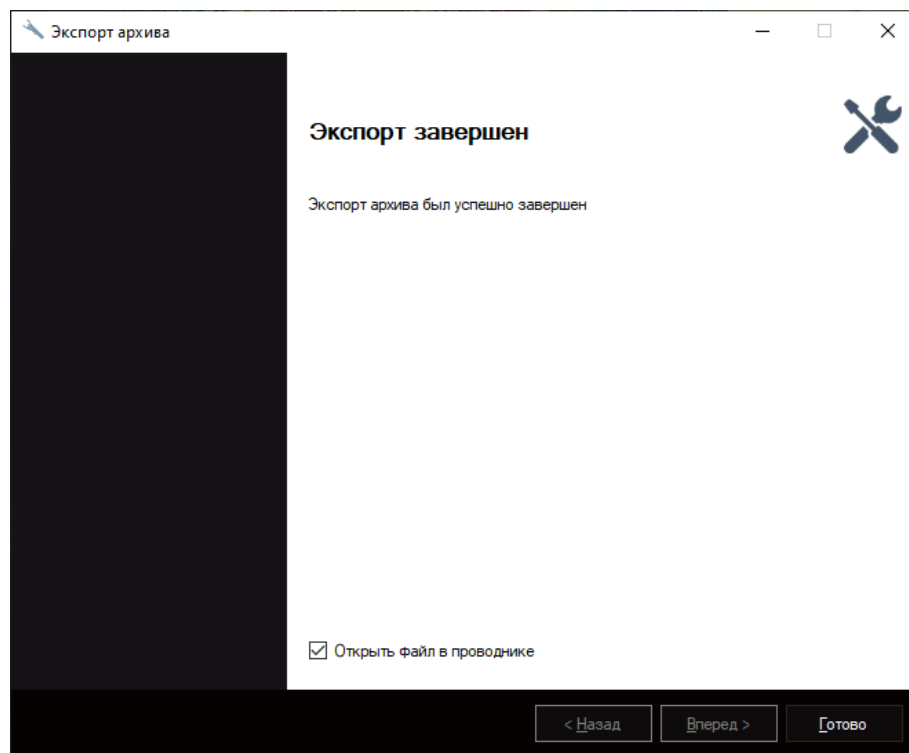 Экспорт архива
Экспорт завершен
Экспорт архива был успешно завершен
Открыть файл в проводнике
< Назад
Вперед >
Готово